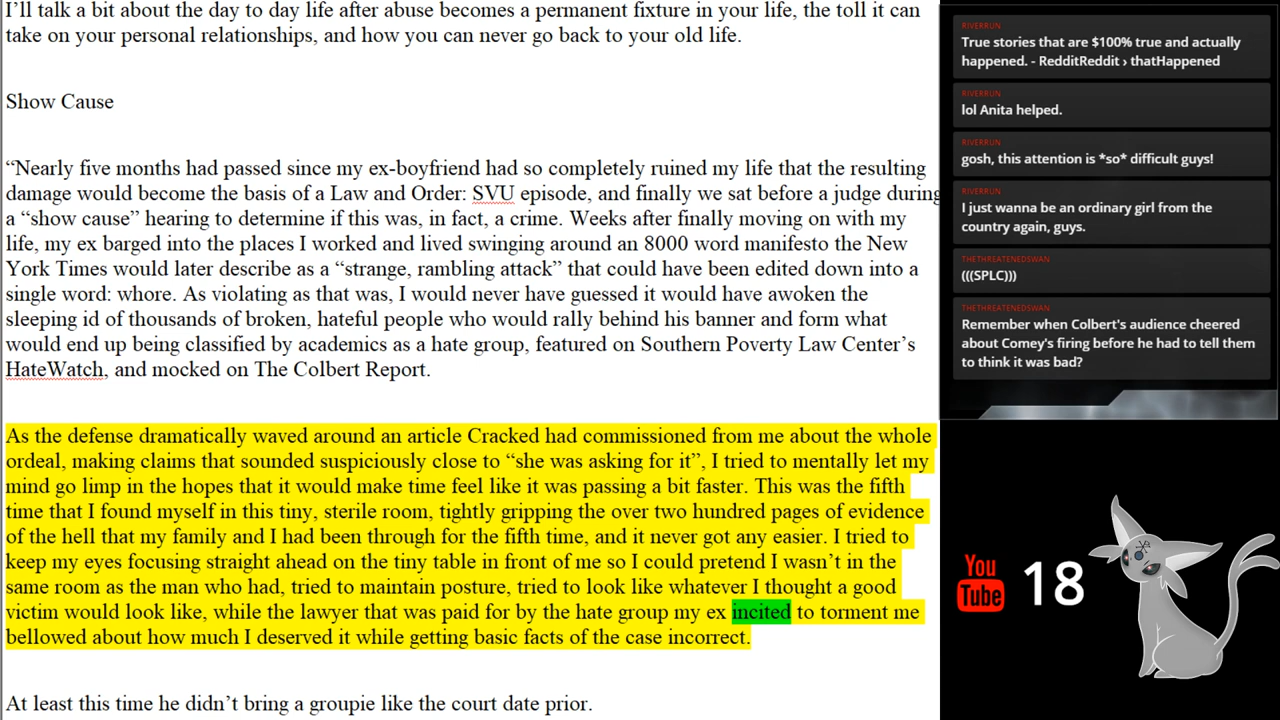 I’ll talk a bit about the day to day life after abuse becomes a permanent fixture in your life, the toll it can
take on your personal relationships, and how you can never go back to your old life.
Show Cause
“Nearly five months had passed since my ex-boyfriend had so completely ruined my life that the resulting
damage would become the basis of a Law and Order: SVU episode, and finally we sat before a judge during
a “show cause” hearing to determine if this was, in fact, a crime. Weeks after finally moving on with my
life, my ex barged into the places I worked and lived swinging around an 8000 word manifesto the New
York Times would later describe as a “strange, rambling attack” that could have been edited down into a
single word: whore. As violating as that was, I would never have guessed it would have awoken the
sleeping id of thousands of broken, hateful people who would rally behind his banner and form what
would end up being classified by academics as a hate group, featured on Southern Poverty Law Center’s
HateWatch, and mocked on The Colbert Report.
As the defense dramatically waved around an article Cracked had commissioned from me about the whole
ordeal, making claims that sounded suspiciously close to “she was asking for it”, I tried to mentally let my
mind go limp in the hopes that it would make time feel like it was passing a bit faster. This was the fifth
time that I found myself in this tiny, sterile room, tightly gripping the over two hundred pages of evidence
of the hell that my family and I had been through for the fifth time, and it never got any easier. I tried to
keep my eyes focusing straight ahead on the tiny table in front of me so I could pretend I wasn’t in the
same room as the man who had, tried to maintain posture, tried to look like whatever I thought a good
victim would look like, while the lawyer that was paid for by the hate group my ex incited to torment me
bellowed about how much I deserved it while getting basic facts of the case incorrect.
At least this time he didn’t bring a groupie like the court date prior.
RIVERRUN
True stories that are $100% true and actually
happened. - RedditReddit › thatHappened
RIVERRUN
lol Anita helped.
RIVERRUN
gosh, this attention is *so* difficult guys!
RIVERRUN
I just wanna be an ordinary girl from the
country again, guys.
THETHREATENEDSWAN
(((SPLC)))
THETHREATENEDSWAN
Remember when Colbert's audience cheered
about Comey's firing before he had to tell them
to think it was bad?
You
Tube
18